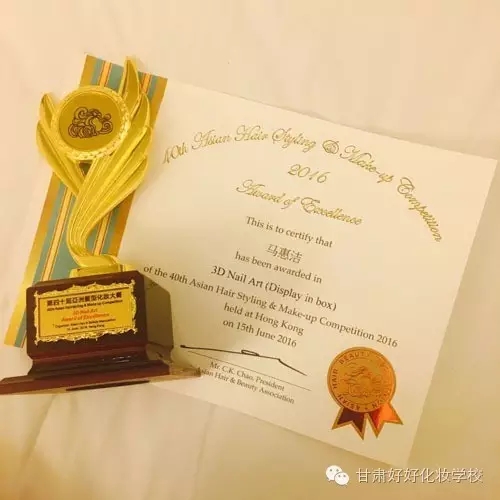 40th Asian Hair Styling & Make-up Competition
2016
Award of Excellence
This is to certify that
马惠洁
has been awarded in
3D Nail Art (Display in box)
of the 40th Asian Hair Styling & Make-up Competition 2016
held at Hong Kong
on 15th June 2016
Mr. C.K. Chao, President
Asian Hair & Beauty Association
第四十屆亞洲髮型化妝大賽
3D Nail Art
Award of Excellence
甘肃好好化妆学校